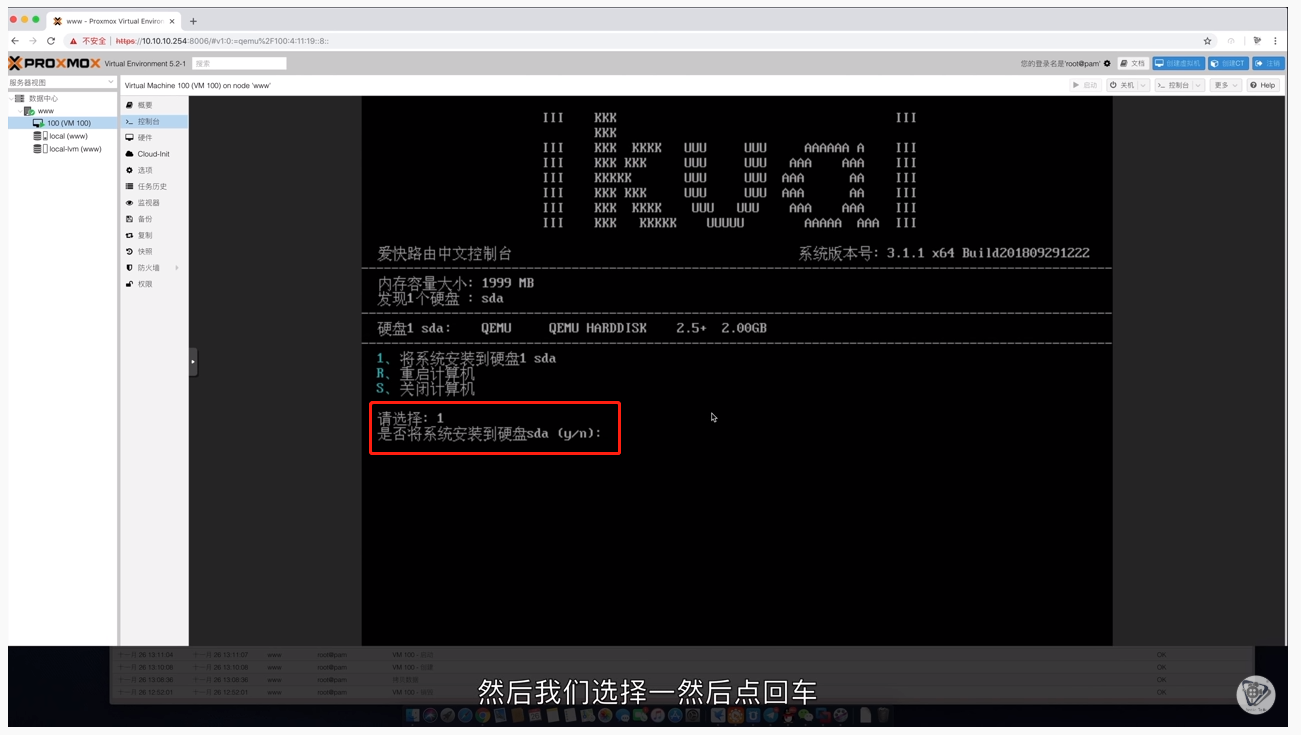 www - Proxmox Virtual Environ
不安全 https://10.10.10.254:8006/#v1:0:=qemu%2F100:4:11:19::8::
PROXMOX Virtual Environment 5.2-1 搜索
您的登录名是'root@pam' 文档 创建虚拟机 创建CT 注销
服务器视图
Virtual Machine 100 (VM 100) on node 'www'
启动 关机 控制台 更多 Help
数据中心
www
100 (VM 100)
local (www)
local-lvm (www)
概要
控制台
硬件
Cloud-Init
选项
任务历史
监视器
备份
复制
快照
防火墙
权限
III KKK III
KKK
III KKK KKKK UUU UUU AAAAAA A III
III KKK KKK UUU UUU AAA AAA III
III KKKKK UUU UUU AAA AA III
III KKK KKK UUU UUU AAA AA III
III KKK KKKK UUU UUU AAA AAA III
III KKK KKKKK UUUUU AAAAA AAA III
爱快路由中文控制台 系统版本号: 3.1.1 x64 Build201809291222
内存容量大小: 1999 MB
发现1个硬盘 : sda
硬盘1 sda: QEMU QEMU HARDDISK 2.5+ 2.00GB
1、将系统安装到硬盘1 sda
R、重启计算机
S、关闭计算机
请选择: 1
是否将系统安装到硬盘sda (y/n):
十一月 26 13:11:04 十一月 26 13:11:07 www root@pam VM 100 - 启动 OK
十一月 26 13:10:08 十一月 26 13:10:08 www root@pam VM 100 - 创建 OK
十一月 26 13:08:36 十一月 26 13:08:36 www root@pam OK
十一月 26 12:52:01 十一月 26 12:52:01 www root@pam VM 100 - OK
然后我们选择一然后点回车